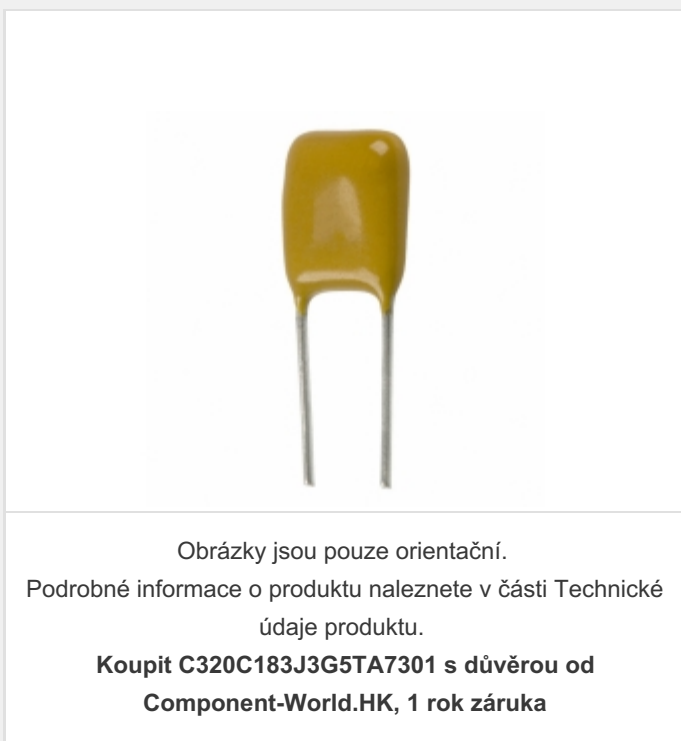 Obrázky jsou pouze orientační.
Podrobné informace o produktu naleznete v části Technické
údaje produktu.
Koupit C320C183J3G5TA7301 s důvěrou od
Component-World.HK, 1 rok záruka